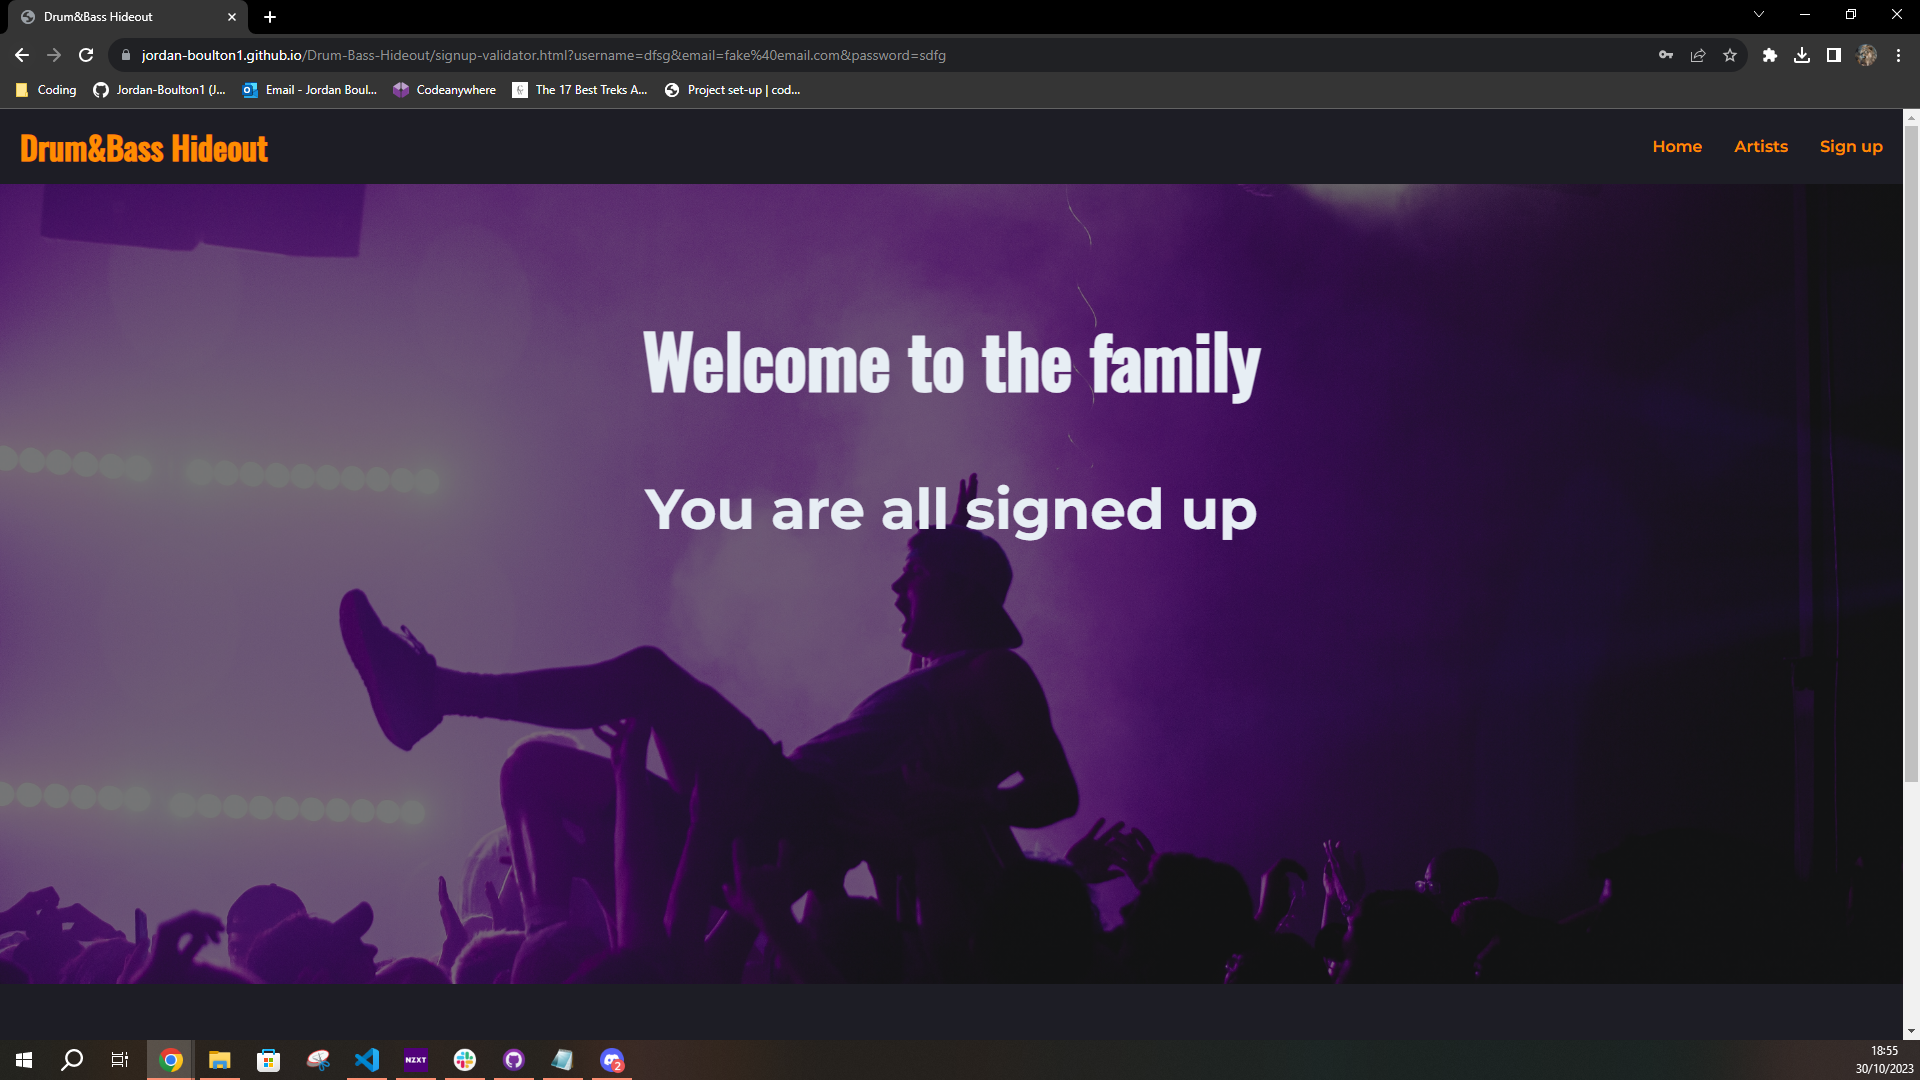 Drum&Bass Hideout
jordan-boulton1.github.io/Drum-Bass-Hideout/signup-validator.html?username=dfsg&email=fake%40email.com&password=sdfg
Coding Jordan-Boulton1 (J... Email - Jordan Boul... Codeanywhere The 17 Best Treks A... Project set-up | cod...
Drum&Bass Hideout Home Artists Sign up
Welcome to the family
You are all signed up
NZXT 2
18:55
30/10/2023